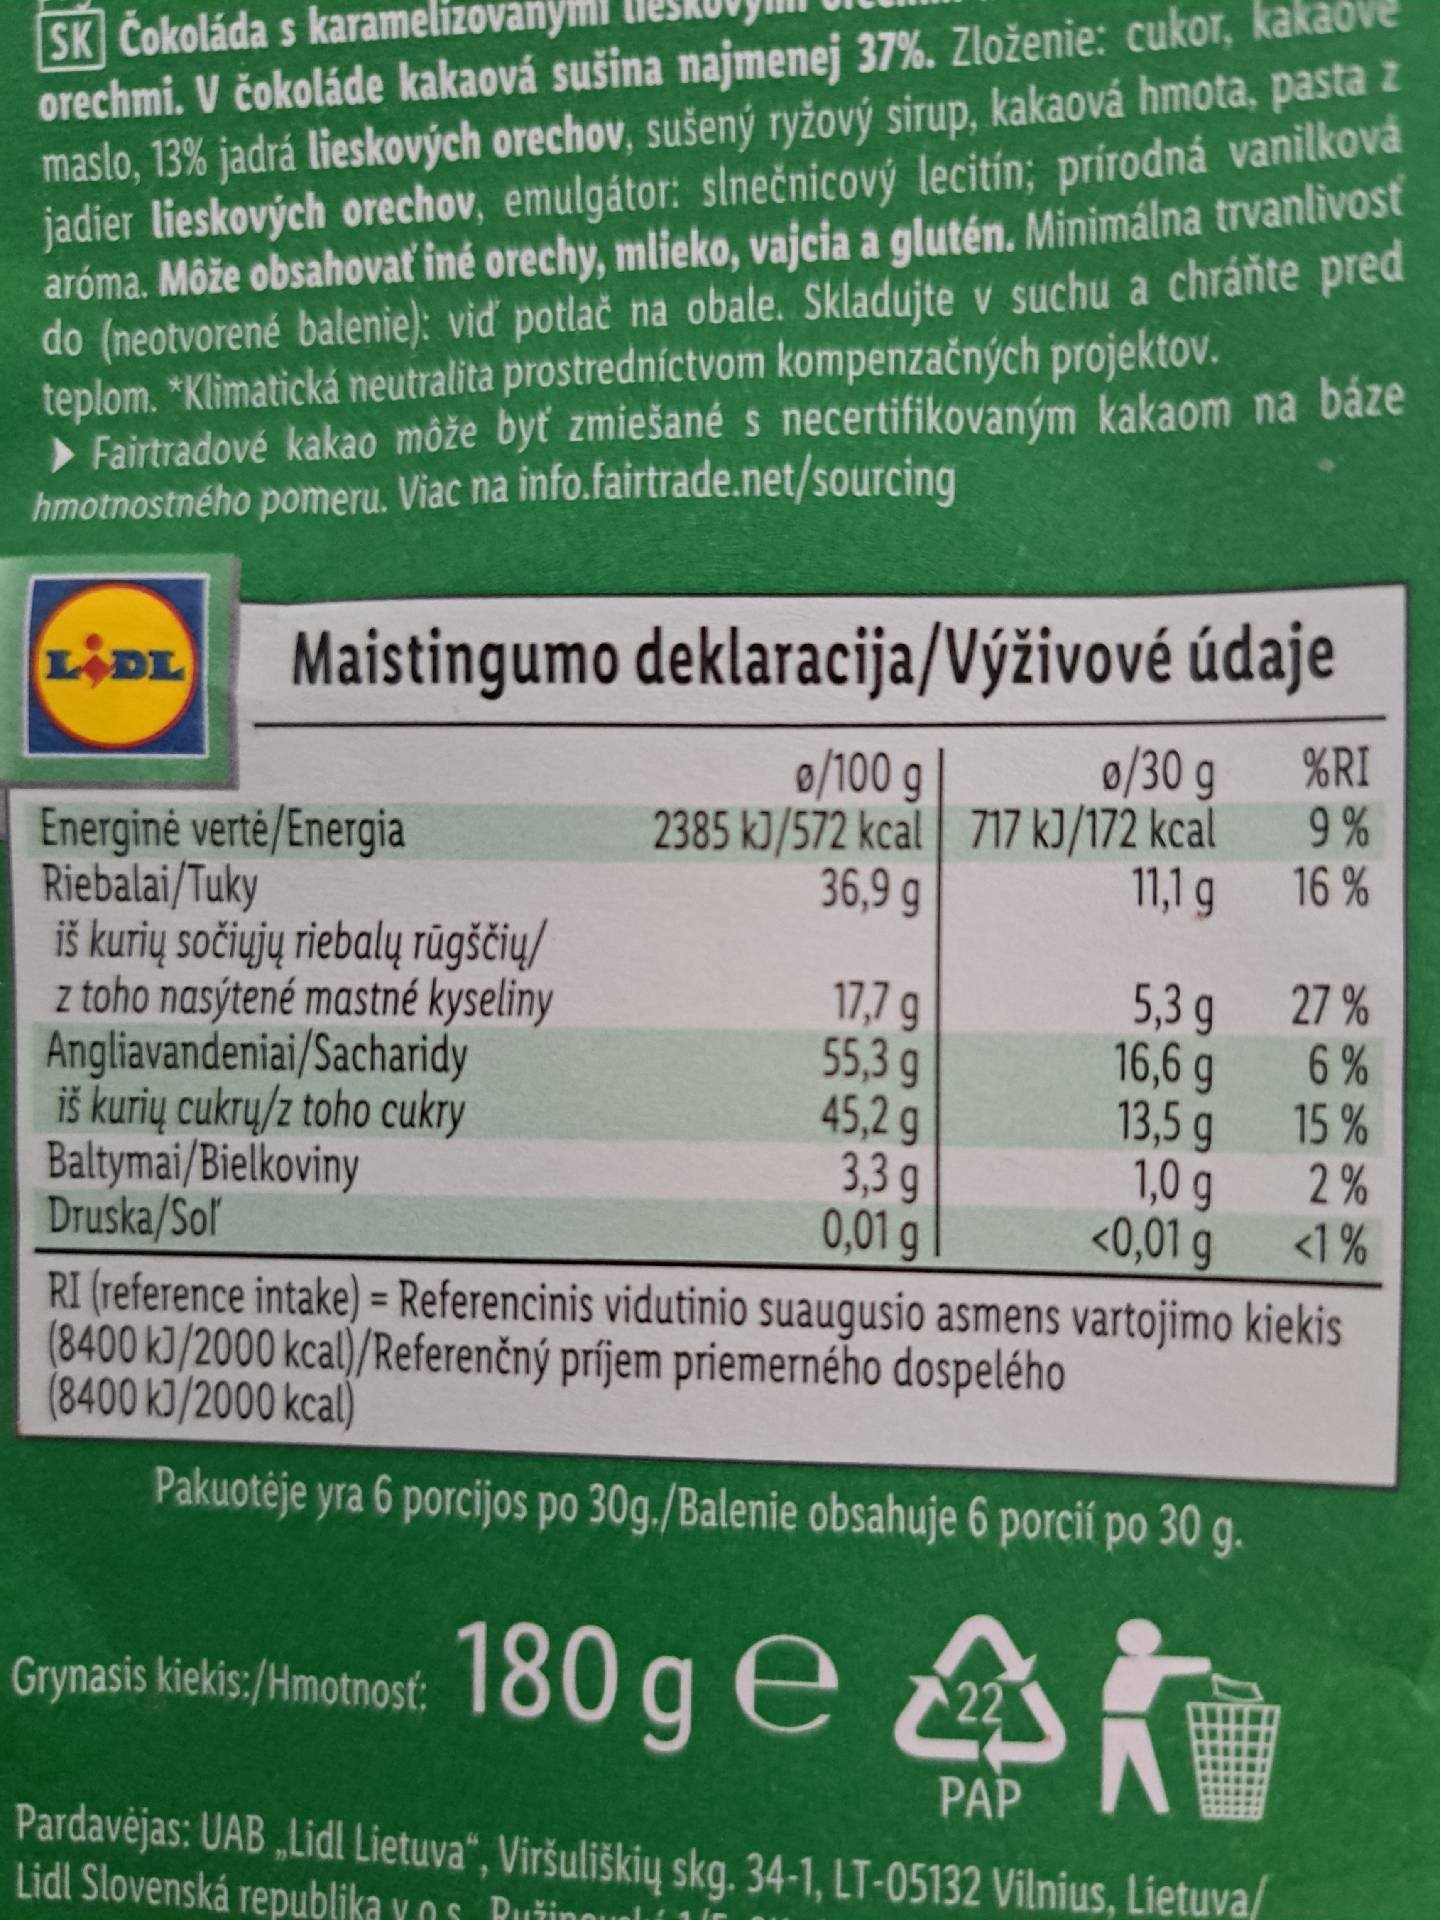 SK Čokoláda s karamelizovanými
orechmi. V čokoláde kakaová sušina najmenej 37%. Zloženie: cukor, kakaové
maslo, 13% jadrá lieskových orechov, sušený ryžový sirup, kakaová hmota, pasta z
jadier lieskových orechov, emulgátor: slnečnicový lecitín; prírodná vanilková
aróma. Môže obsahovať iné orechy, mlieko, vajcia a glutén. Minimálna trvanlivosť
do (neotvorené balenie): viď potlač na obale. Skladujte v suchu a chráňte pred
teplom. *Klimatická neutralita prostredníctvom kompenzačných projektov.
Fairtradové kakao môže byť zmiešané s necertifikovaným kakaom na báze
hmotnostného pomeru. Viac na info.fairtrade.net/sourcing
LIDL
Maistingumo deklaracija/Výživové údaje
ø/100 g ø/30 g %RI
Energinė vertė/Energia 2385 kJ/572 kcal 717 kJ/172 kcal 9 %
Riebalai/Tuky 36,9 g 11,1 g 16 %
iš kurių sočiųjų riebalų rūgščių/
z toho nasýtené mastné kyseliny 17,7 g 5,3 g 27 %
Angliavandeniai/Sacharidy 55,3 g 16,6 g 6 %
iš kurių cukrų/z toho cukry 45,2 g 13,5 g 15 %
Baltymai/Bielkoviny 3,3 g 1,0 g 2 %
Druska/Soľ 0,01 g <0,01 g <1 %
RI (reference intake) = Referencinis vidutinio suaugusio asmens vartojimo kiekis
(8400 kJ/2000 kcal)/Referenčný príjem priemerného dospelého
(8400 kJ/2000 kcal)
Pakuotėje yra 6 porcijos po 30g./Balenie obsahuje 6 porcií po 30 g.
Grynasis kiekis:/Hmotnosť: 180 g e
22
PAP
Pardavėjas: UAB „Lidl Lietuva“, Viršuliškių skg. 34-1, LT-05132 Vilnius, Lietuva/
Lidl Slovenská republika v.o.s.